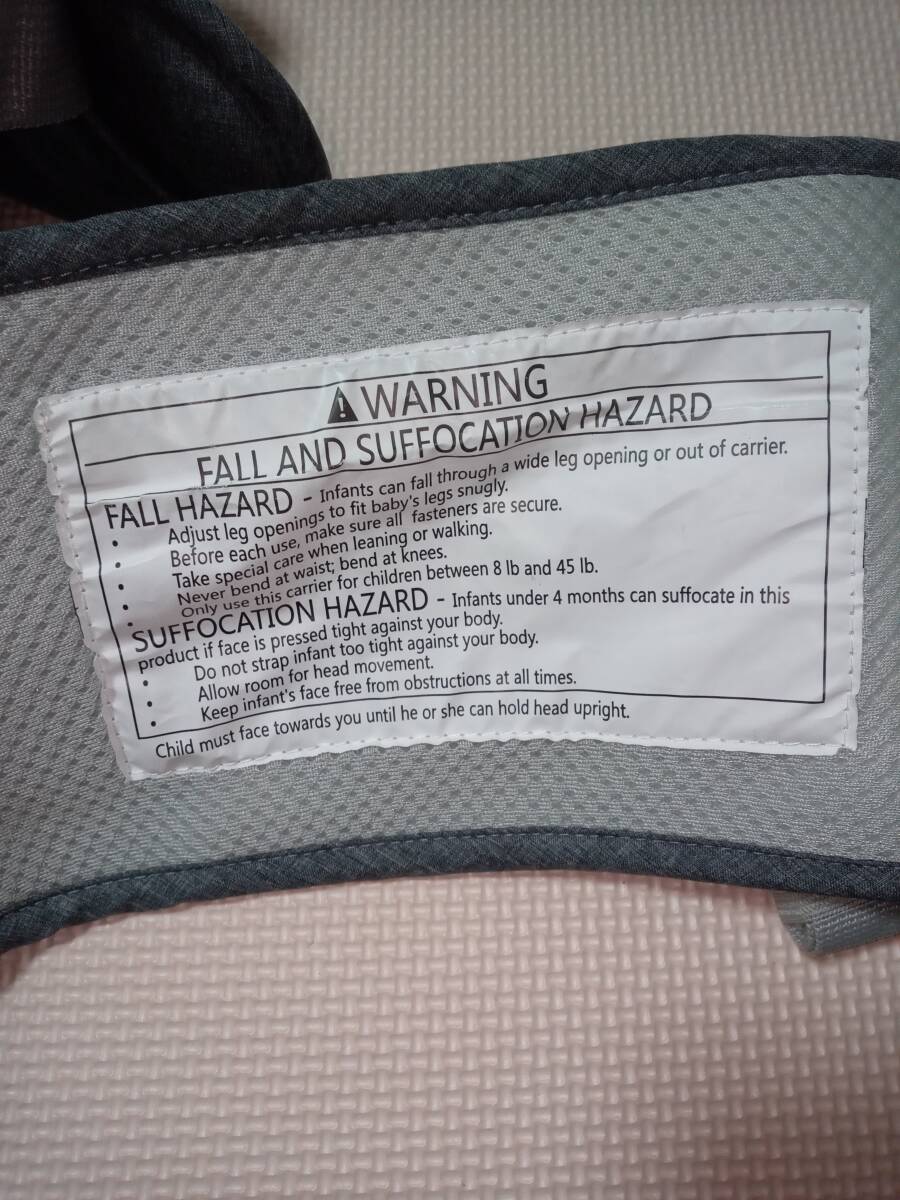 ⚠ WARNING
FALL AND SUFFOCATION HAZARD
FALL HAZARD – Infants can fall through a wide leg opening or out of carrier.
• Adjust leg openings to fit baby's legs snugly.
• Before each use, make sure all fasteners are secure.
• Take special care when leaning or walking.
• Never bend at waist; bend at knees.
• Only use this carrier for children between 8 lb and 45 lb.
SUFFOCATION HAZARD – Infants under 4 months can suffocate in this
product if face is pressed tight against your body.
• Do not strap infant too tight against your body.
• Allow room for head movement.
• Keep infant's face free from obstructions at all times.
Child must face towards you until he or she can hold head upright.